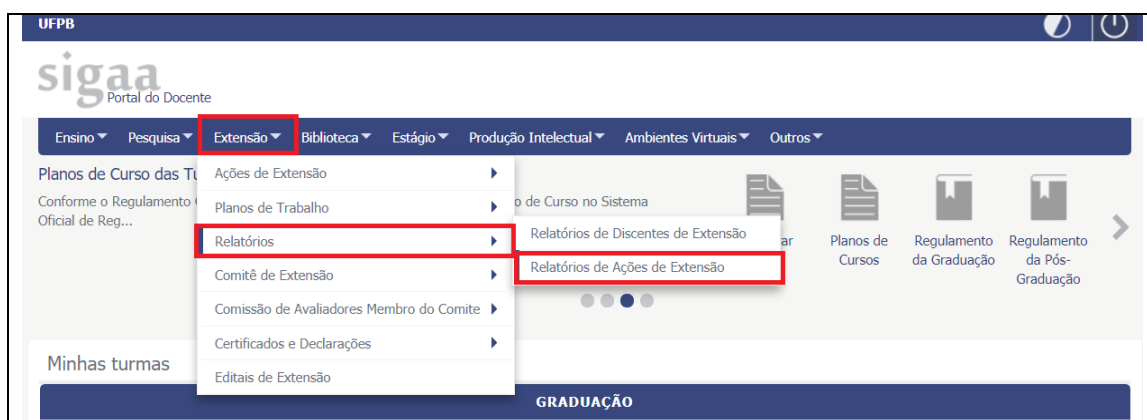 UFPB
sigaa
Portal do Docente
Ensino Pesquisa Extensão Biblioteca Estágio Produção Intelectual Ambientes Virtuais Outros
Planos de Curso das Tu
Conforme o Regulamento
Oficial de Reg...
o de Curso no Sistema
Ações de Extensão
Planos de Trabalho
Relatórios
Comitê de Extensão
Comissão de Avaliadores Membro do Comite
Certificados e Declarações
Editais de Extensão
Relatórios de Discentes de Extensão
Relatórios de Ações de Extensão
ar
Planos de
Cursos
Regulamento
da Graduação
Regulamento
da Pós-
Graduação
Minhas turmas
GRADUAÇÃO